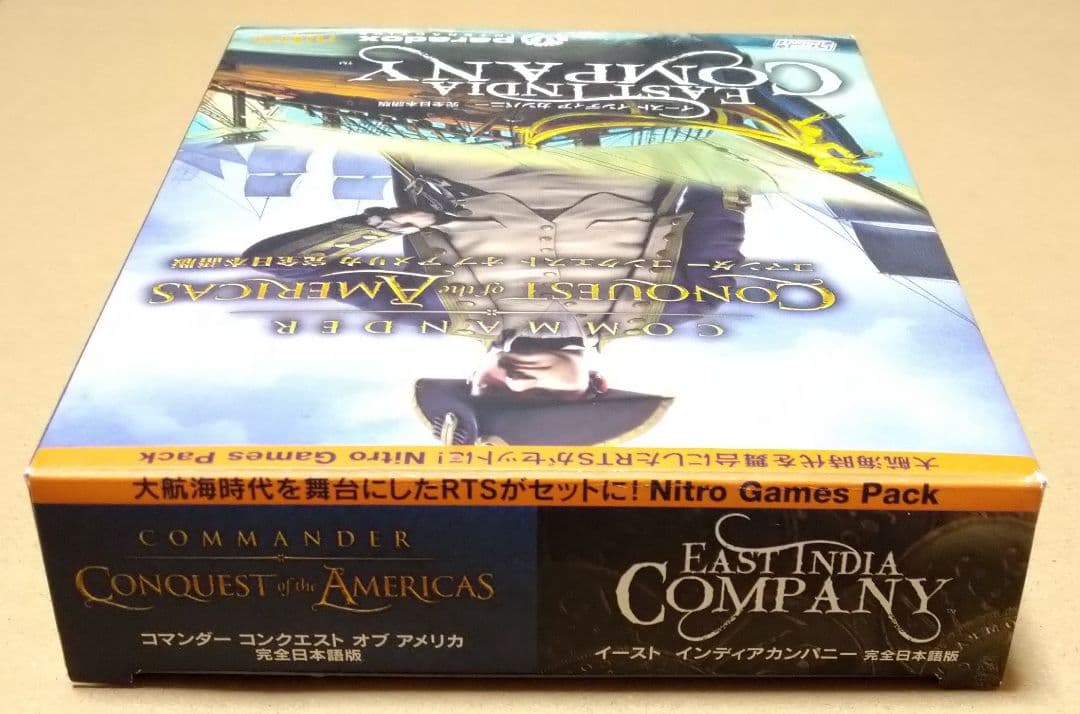 paradox
EAST INDIA
COMPANY™
イースト インディア カンパニー 完全日本語版
コマンダー コンクエスト オブ アメリカ 完全日本語版
CONQUEST of the AMERICAS
COMMANDER
大航海時代を舞台にしたRTSがセットに! Nitro Games Pack
大航海時代を舞台にしたRTSがセットに! Nitro Games Pack
COMMANDER
CONQUEST of the AMERICAS
コマンダー コンクエスト オブ アメリカ
完全日本語版
EAST INDIA
COMPANY
イースト インディアカンパニー 完全日本語版